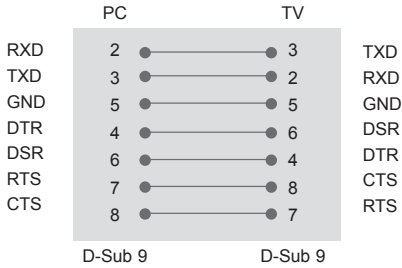 PC TV
RXD 2 3 TXD
TXD 3 2 RXD
GND 5 5 GND
DTR 4 6 DSR
DSR 6 4 DTR
RTS 7 8 CTS
CTS 8 7 RTS
D-Sub 9 D-Sub 9